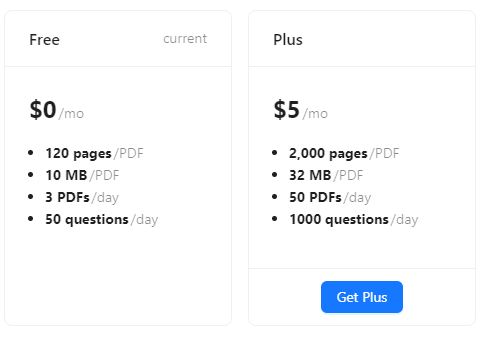 Free current
$0/mo
120 pages/PDF
10 MB/PDF
3 PDFs/day
50 questions/day
Plus
$5/mo
2,000 pages/PDF
32 MB/PDF
50 PDFs/day
1000 questions/day
Get Plus